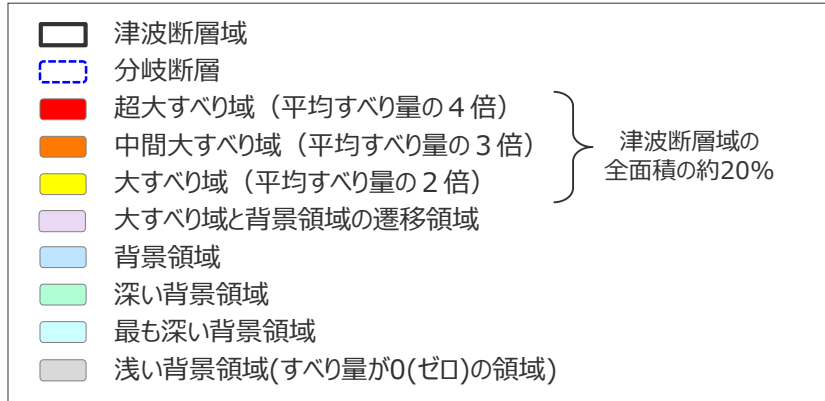 津波断層域
分岐断層
超大すべり域（平均すべり量の４倍）
中間大すべり域（平均すべり量の３倍）
大すべり域（平均すべり量の２倍）
津波断層域の
全面積の約20%
大すべり域と背景領域の遷移領域
背景領域
深い背景領域
最も深い背景領域
浅い背景領域(すべり量が0(ゼロ)の領域)